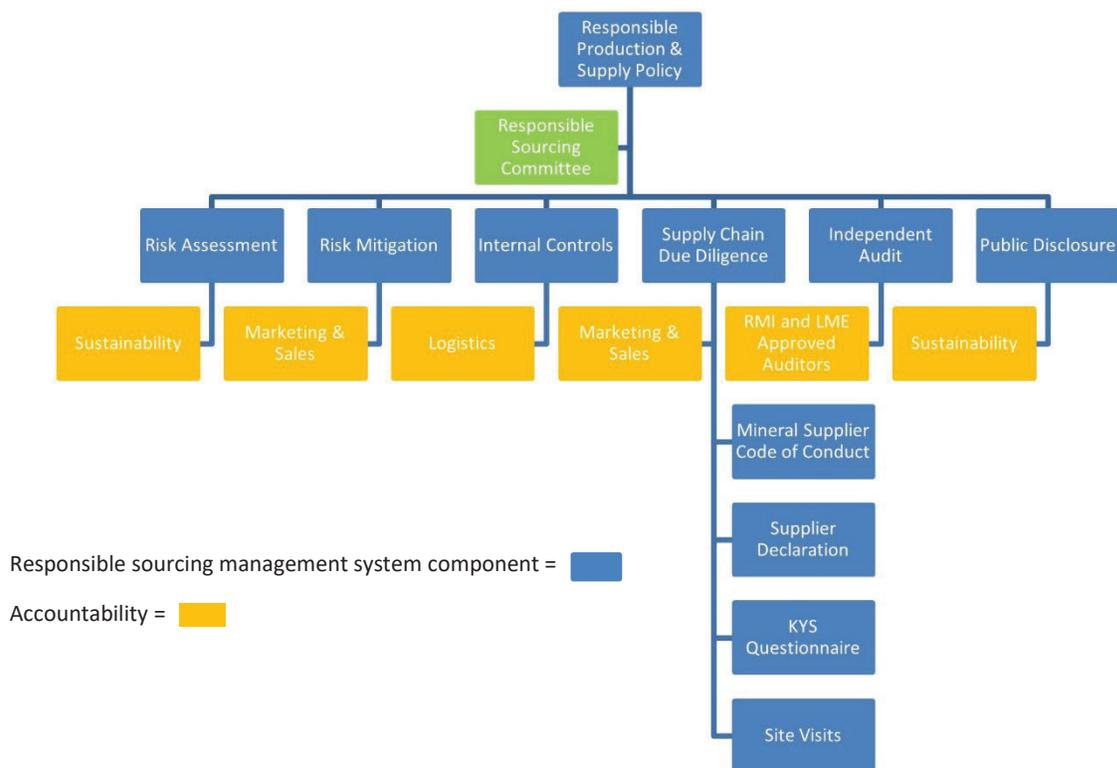 Responsible
Production &
Supply Policy
Responsible
Sourcing
Committee
Risk Assessment
Risk Mitigation
Internal Controls
Supply Chain
Due Diligence
Independent
Audit
Public Disclosure
Sustainability
Marketing &
Sales
Logistics
Marketing &
Sales
RMI and LME
Approved
Auditors
Sustainability
Mineral Supplier
Code of Conduct
Supplier
Declaration
KYS
Questionnaire
Site Visits
Responsible sourcing management system component =
Accountability =